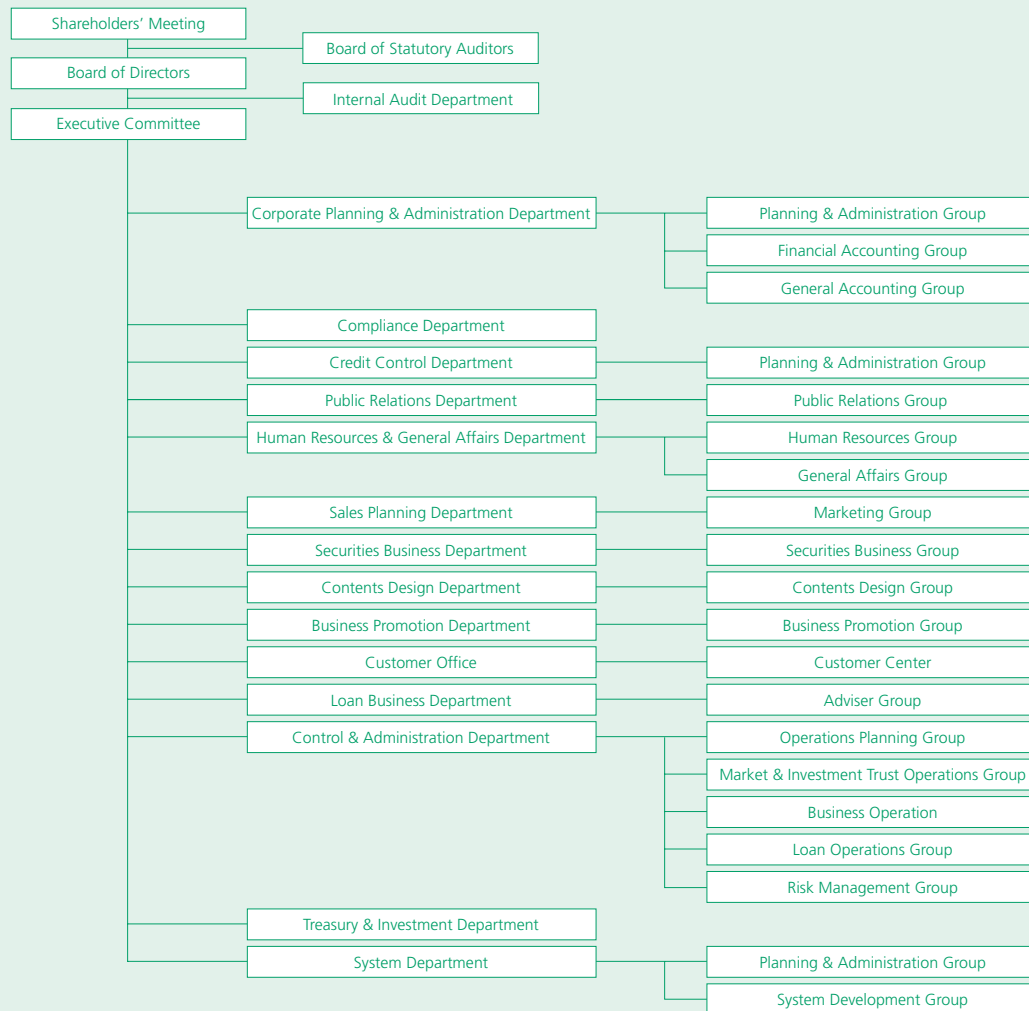 Shareholders’ Meeting
Board of Statutory Auditors
Board of Directors
Internal Audit Department
Executive Committee
Corporate Planning & Administration Department
Planning & Administration Group
Financial Accounting Group
General Accounting Group
Compliance Department
Credit Control Department
Planning & Administration Group
Public Relations Department
Public Relations Group
Human Resources & General Affairs Department
Human Resources Group
General Affairs Group
Sales Planning Department
Marketing Group
Securities Business Department
Securities Business Group
Contents Design Department
Contents Design Group
Business Promotion Department
Business Promotion Group
Customer Office
Customer Center
Loan Business Department
Adviser Group
Control & Administration Department
Operations Planning Group
Market & Investment Trust Operations Group
Business Operation
Loan Operations Group
Risk Management Group
Treasury & Investment Department
System Department
Planning & Administration Group
System Development Group